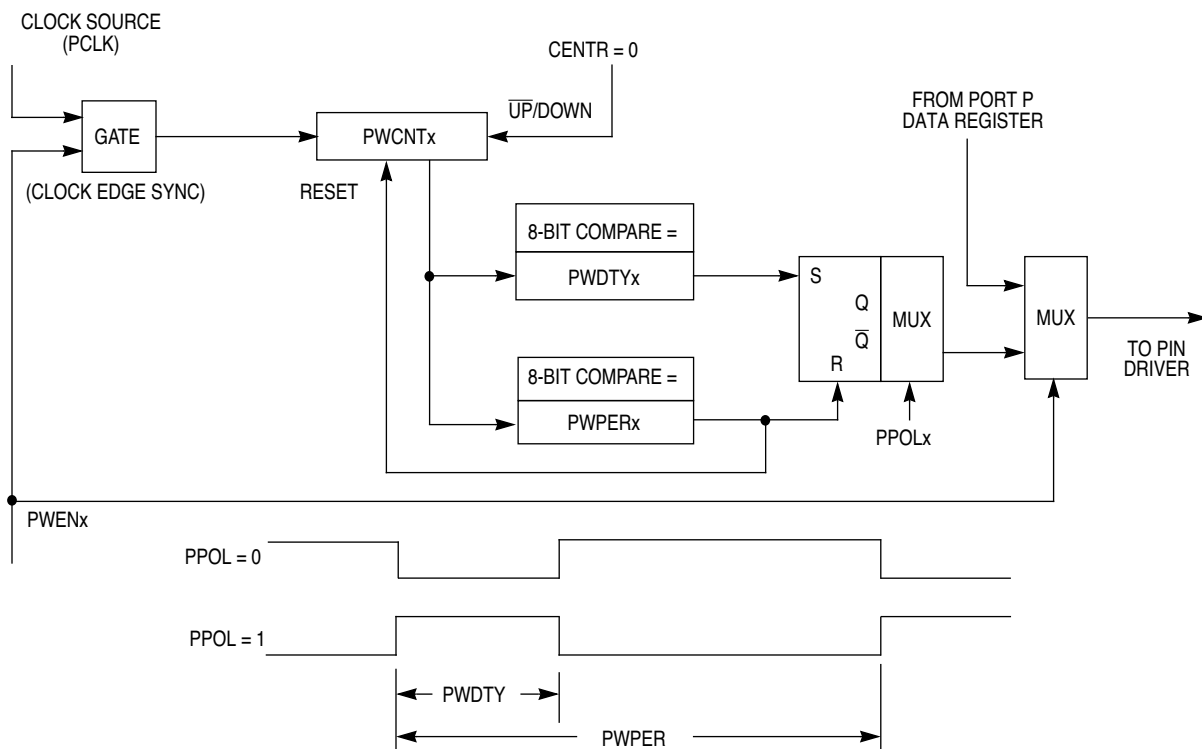 CLOCK SOURCE
(PCLK)
CENTR = 0
U̅P̅/DOWN
FROM PORT P
DATA REGISTER
GATE
PWCNTx
(CLOCK EDGE SYNC)
RESET
8-BIT COMPARE =
PWDTYx
S
Q
Q̅
R
MUX
MUX
TO PIN
DRIVER
8-BIT COMPARE =
PWPERx
PPOLx
PWENx
PPOL = 0
PPOL = 1
PWDTY
PWPER